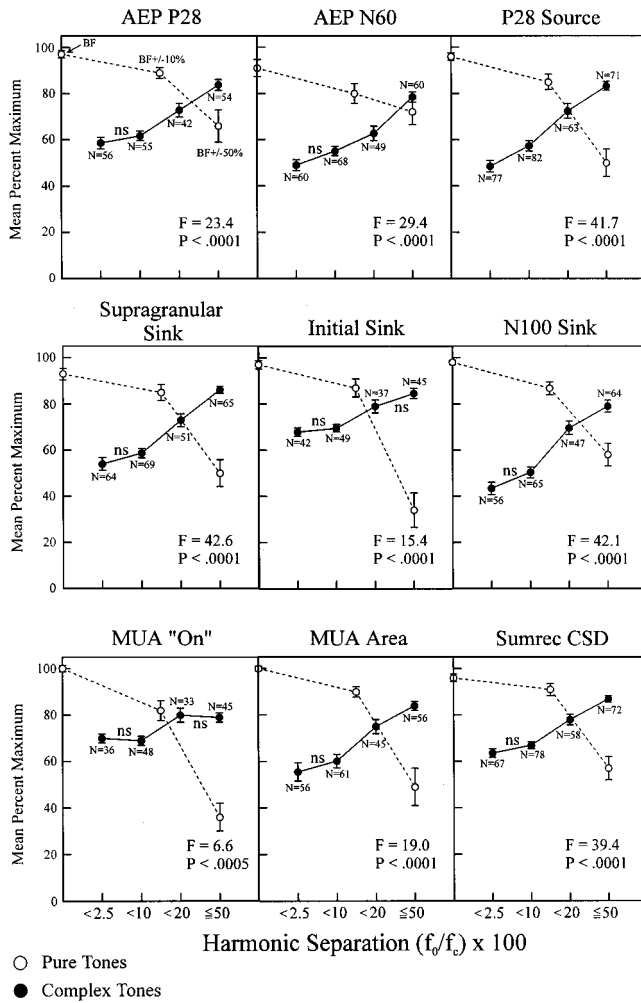 AEP P28
AEP N60
P28 Source
Mean Percent Maximum
100
80
60
40
20
0
BF
BF+/-10%
BF+/-50%
N=56
ns
N=55
N=42
N=54
F = 23.4
P < .0001
N=60
ns
N=68
N=49
N=60
F = 29.4
P < .0001
N=77
N=82
N=63
N=71
F = 41.7
P < .0001
Supragranular
Sink
Initial Sink
N100 Sink
Mean Percent Maximum
100
80
60
40
20
0
N=64
ns
N=69
N=51
N=65
F = 42.6
P < .0001
N=42
ns
N=49
N=37
ns
N=45
F = 15.4
P < .0001
N=56
ns
N=65
N=47
N=64
F = 42.1
P < .0001
MUA "On"
MUA Area
Sumrec CSD
Mean Percent Maximum
100
80
60
40
20
0
N=36
ns
N=48
N=33
ns
N=45
F = 6.6
P < .0005
N=56
ns
N=61
N=45
N=56
F = 19.0
P < .0001
N=67
ns
N=78
N=58
N=72
F = 39.4
P < .0001
<2.5 <10 <20 ≦50
<2.5 <10 <20 ≦50
<2.5 <10 <20 ≦50
Harmonic Separation (f0/fc) x 100
Pure Tones
Complex Tones